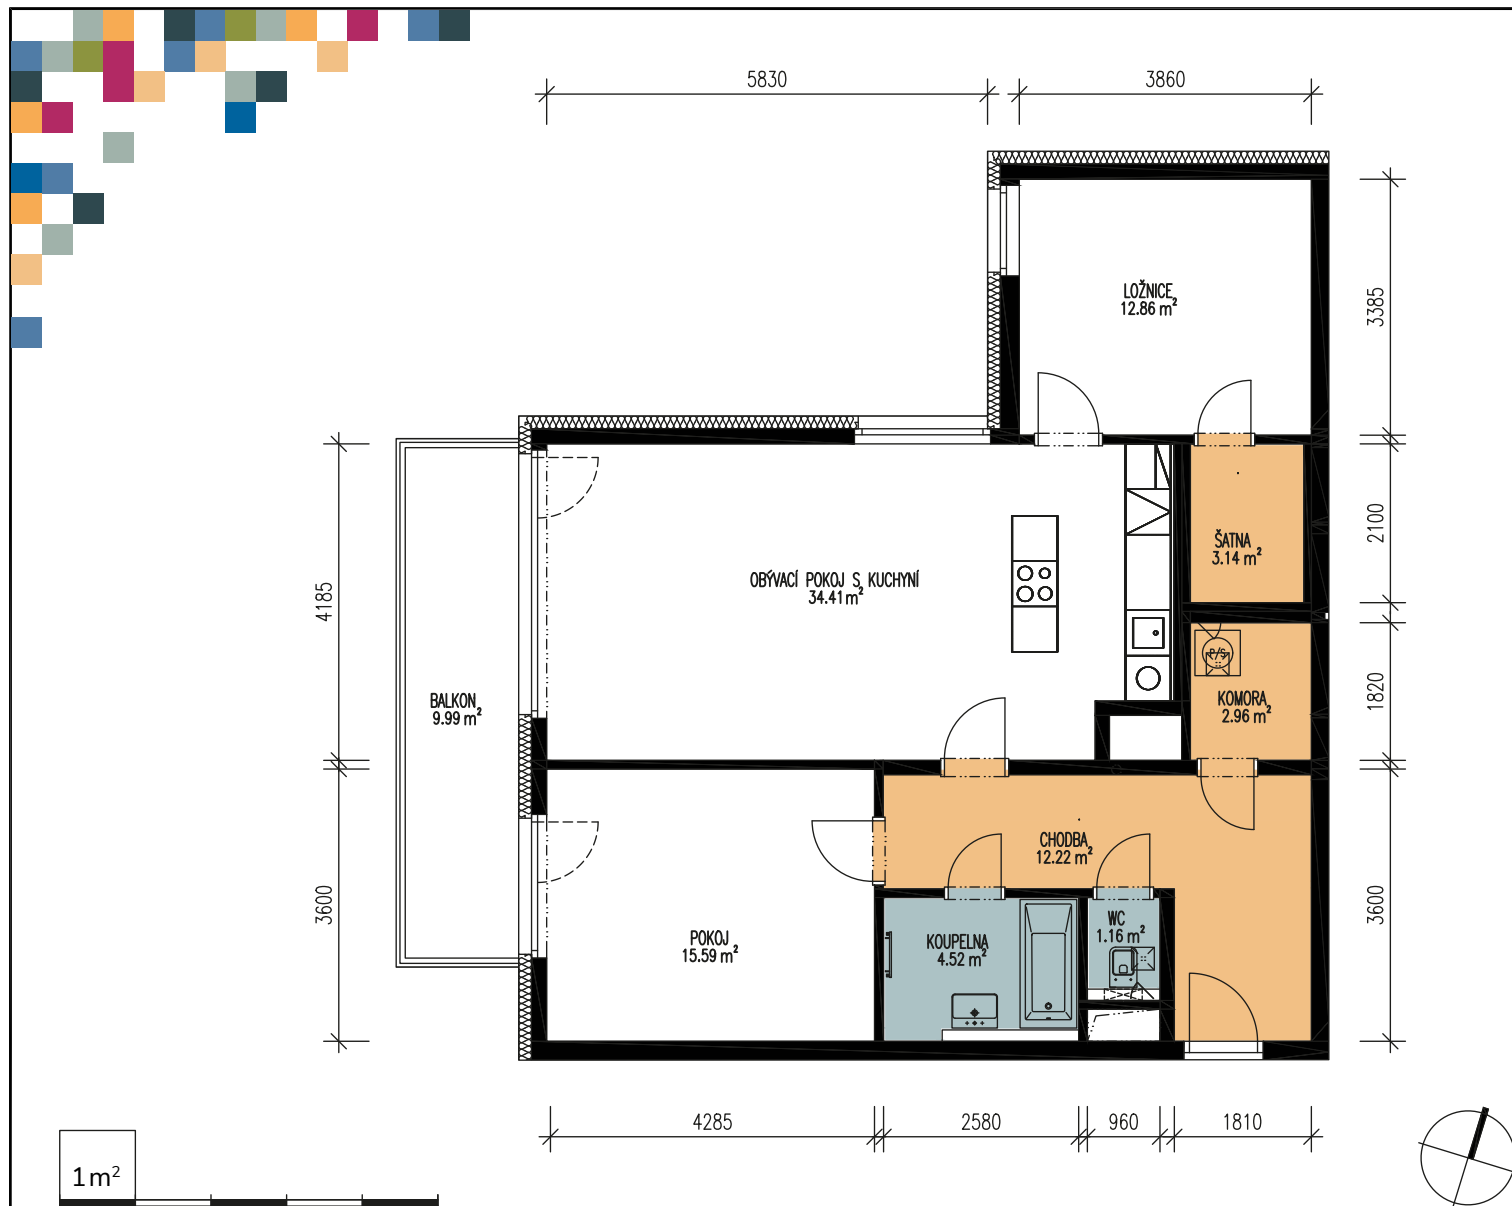 5830
3860
LOŽNICE
12.86 m²
3385
2100
ŠATNA
3.14 m²
OBÝVACÍ POKOJ S KUCHYNÍ
34.41 m²
4185
P/S
KOMORA
2.96 m²
1820
BALKON
9.99 m²
CHODBA
12.22 m²
3600
3600
POKOJ
15.59 m²
KOUPELNA
4.52 m²
WC
1.16 m²
4285
2580
960
1810
1m²